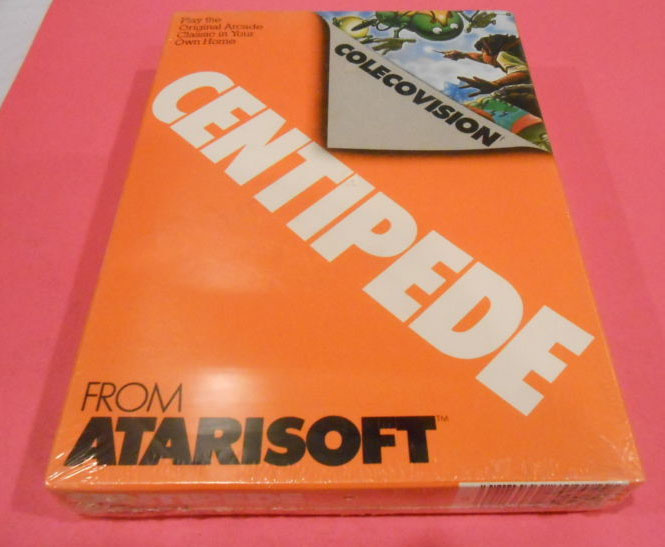 Play the
Original Arcade
Classic in Your
Own Home
COLECOVISION
CENTIPEDE
FROM
ATARISOFT™